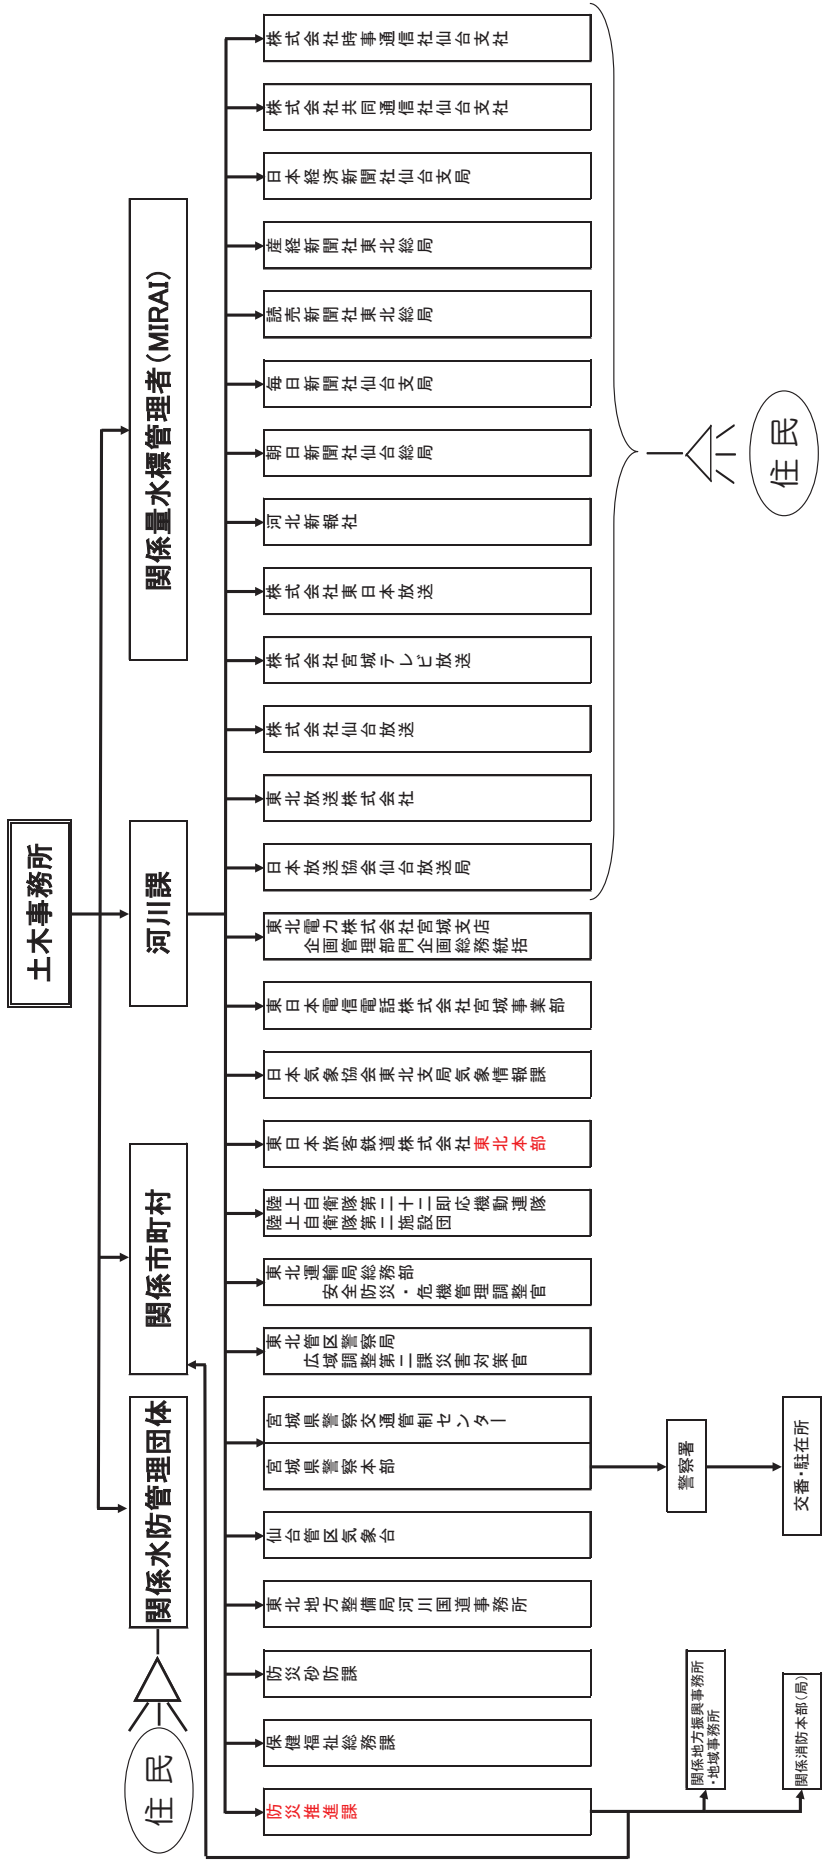 土木事務所
関係水防管理団体
関係市町村
河川課
関係量水標管理者(MIRAI)
住民
防災推進課
保健福祉総務課
防災砂防課
東北地方整備局河川国道事務所
仙台管区気象台
宮城県警察本部
宮城県警察交通管制センター
東北管区警察局
広域調整第二課災害対策官
東北運輸局総務部
安全防災・危機管理調整官
陸上自衛隊第二十二即応機動連隊
陸上自衛隊第二施設団
東日本旅客鉄道株式会社東北本部
日本気象協会東北支局気象情報課
東日本電信電話株式会社宮城事業部
東北電力株式会社宮城支店
企画管理部門企画総務統括
日本放送協会仙台放送局
東北放送株式会社
株式会社仙台放送
株式会社宮城テレビ放送
株式会社東日本放送
河北新報社
朝日新聞社仙台総局
毎日新聞社仙台支局
読売新聞社東北総局
産経新聞社東北総局
日本経済新聞社仙台支局
株式会社共同通信社仙台支社
株式会社時事通信社仙台支社
関係地方振興事務所
・地域事務所
関係消防本部(局)
警察署
交番・駐在所
住民